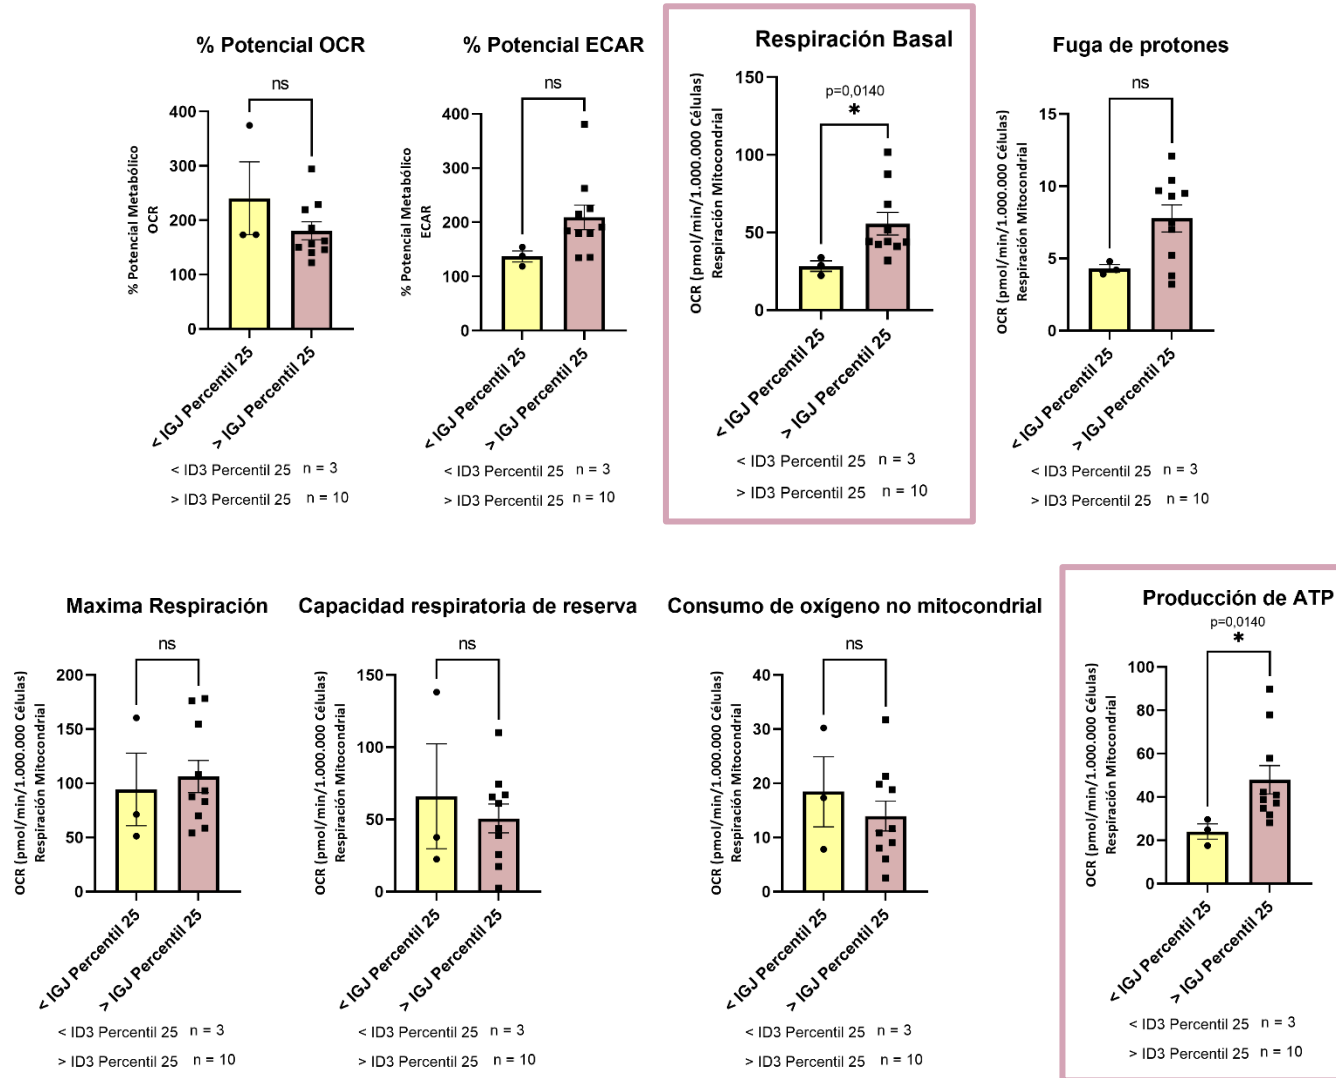 % Potencial OCR
ns
% Potencial Metabólico
OCR
400
300
200
100
0
< IGJ Percentil 25
> IGJ Percentil 25
< ID3 Percentil 25 n = 3
> ID3 Percentil 25 n = 10
% Potencial ECAR
ns
% Potencial Metabólico
ECAR
400
300
200
100
0
< IGJ Percentil 25
> IGJ Percentil 25
< ID3 Percentil 25 n = 3
> ID3 Percentil 25 n = 10
Respiración Basal
p=0,0140
*
OCR (pmol/min/1.000.000 Células)
Respiración Mitocondrial
150
100
50
0
< IGJ Percentil 25
> IGJ Percentil 25
< ID3 Percentil 25 n = 3
> ID3 Percentil 25 n = 10
Fuga de protones
ns
OCR (pmol/min/1.000.000 Células)
Respiración Mitocondrial
15
10
5
0
< IGJ Percentil 25
> IGJ Percentil 25
< ID3 Percentil 25 n = 3
> ID3 Percentil 25 n = 10
Maxima Respiración
ns
OCR (pmol/min/1.000.000 Células)
Respiración Mitocondrial
200
150
100
50
0
< IGJ Percentil 25
> IGJ Percentil 25
< ID3 Percentil 25 n = 3
> ID3 Percentil 25 n = 10
Capacidad respiratoria de reserva
ns
OCR (pmol/min/1.000.000 Células)
Respiración Mitocondrial
150
100
50
0
< IGJ Percentil 25
> IGJ Percentil 25
< ID3 Percentil 25 n = 3
> ID3 Percentil 25 n = 10
Consumo de oxígeno no mitocondrial
ns
OCR (pmol/min/1.000.000 Células)
Respiración Mitocondrial
40
30
20
10
0
< IGJ Percentil 25
> IGJ Percentil 25
< ID3 Percentil 25 n = 3
> ID3 Percentil 25 n = 10
Producción de ATP
p=0,0140
*
OCR (pmol/min/1.000.000 Células)
Respiración Mitocondrial
100
80
60
40
20
0
< IGJ Percentil 25
> IGJ Percentil 25
< ID3 Percentil 25 n = 3
> ID3 Percentil 25 n = 10